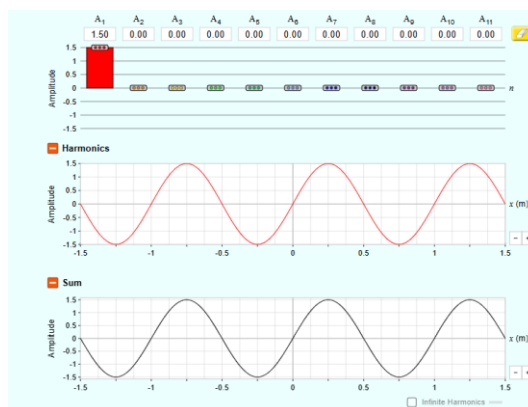 A₁ A₂ A₃ A₄ A₅ A₆ A₇ A₈ A₉ A₁₀ A₁₁
1.50 0.00 0.00 0.00 0.00 0.00 0.00 0.00 0.00 0.00 0.00
Amplitude
1.5
1
0.5
0
-0.5
-1
-1.5
n
Harmonics
Amplitude
1.5
1
0.5
0
-0.5
-1
-1.5
x (m)
-1.5 -1 -0.5 0 0.5 1 1.5
Sum
Amplitude
1.5
1
0.5
0
-0.5
-1
-1.5
x (m)
-1.5 -1 -0.5 0 0.5 1 1.5
Infinite Harmonics